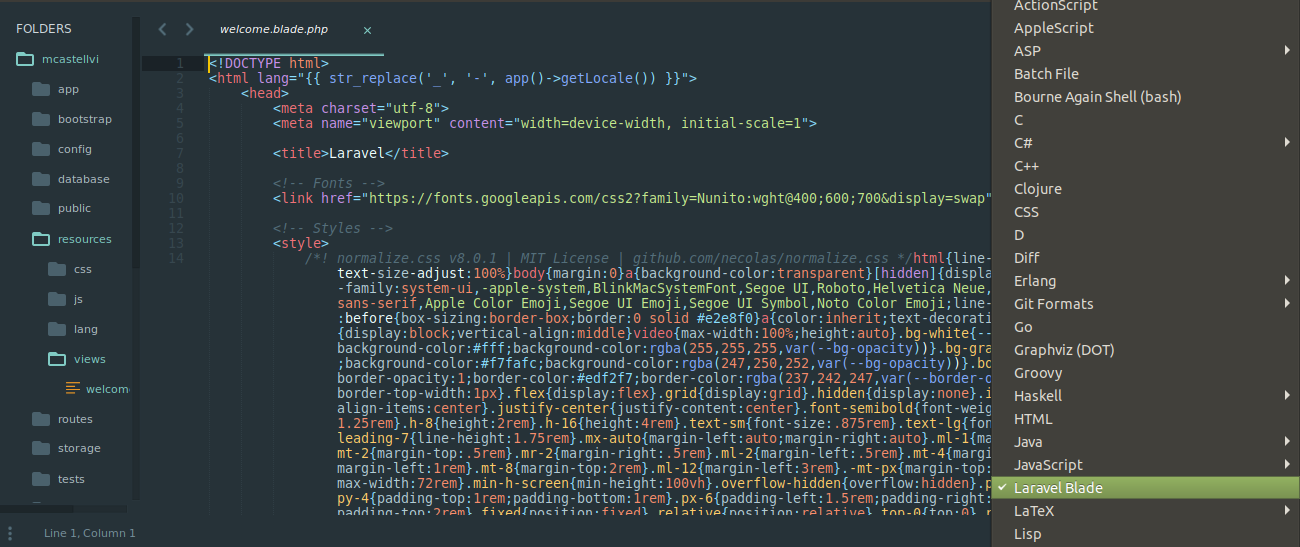 FOLDERS
mcastellvi
app
bootstrap
config
database
public
resources
css
js
lang
views
welcom
routes
storage
tests
welcome.blade.php ×
1 <!DOCTYPE html>
2 <html lang="{{ str_replace('_', '-', app()->getLocale()) }}">
3 <head>
4 <meta charset="utf-8">
5 <meta name="viewport" content="width=device-width, initial-scale=1">
6
7 <title>Laravel</title>
8
9 <!-- Fonts -->
10 <link href="https://fonts.googleapis.com/css2?family=Nunito:wght@400;600;700&display=swap"
11
12 <!-- Styles -->
13 <style>
14 /*! normalize.css v8.0.1 | MIT License | github.com/necolas/normalize.css */html{line-
text-size-adjust:100%}body{margin:0}a{background-color:transparent}[hidden]{displa
-family:system-ui,-apple-system,BlinkMacSystemFont,Segoe UI,Roboto,Helvetica Neue,
sans-serif,Apple Color Emoji,Segoe UI Emoji,Segoe UI Symbol,Noto Color Emoji;line-
:before{box-sizing:border-box;border:0 solid #e2e8f0}a{color:inherit;text-decorati
{display:block;vertical-align:middle}video{max-width:100%;height:auto}.bg-white{--
background-color:#fff;background-color:rgba(255,255,255,var(--bg-opacity))}.bg-gra
;background-color:#f7fafc;background-color:rgba(247,250,252,var(--bg-opacity))}.bo
border-opacity:1;border-color:#edf2f7;border-color:rgba(237,242,247,var(--border-o
border-top-width:1px}.flex{display:flex}.grid{display:grid}.hidden{display:none}.i
align-items:center}.justify-center{justify-content:center}.font-semibold{font-weig
1.25rem}.h-8{height:2rem}.h-16{height:4rem}.text-sm{font-size:.875rem}.text-lg{fon
leading-7{line-height:1.75rem}.mx-auto{margin-left:auto;margin-right:auto}.ml-1{ma
mt-2{margin-top:.5rem}.mr-2{margin-right:.5rem}.ml-2{margin-left:.5rem}.mt-4{margi
margin-left:1rem}.mt-8{margin-top:2rem}.ml-12{margin-left:3rem}.-mt-px{margin-top:
max-width:72rem}.min-h-screen{min-height:100vh}.overflow-hidden{overflow:hidden}.p
py-4{padding-top:1rem;padding-bottom:1rem}.px-6{padding-left:1.5rem;padding-right:
padding-top:2rem}.fixed{position:fixed}.relative{position:relative}.top-0{top:0}.r
Line 1, Column 1
ActionScript
AppleScript
ASP
Batch File
Bourne Again Shell (bash)
C
C#
C++
Clojure
CSS
D
Diff
Erlang
Git Formats
Go
Graphviz (DOT)
Groovy
Haskell
HTML
Java
JavaScript
✓ Laravel Blade
LaTeX
Lisp